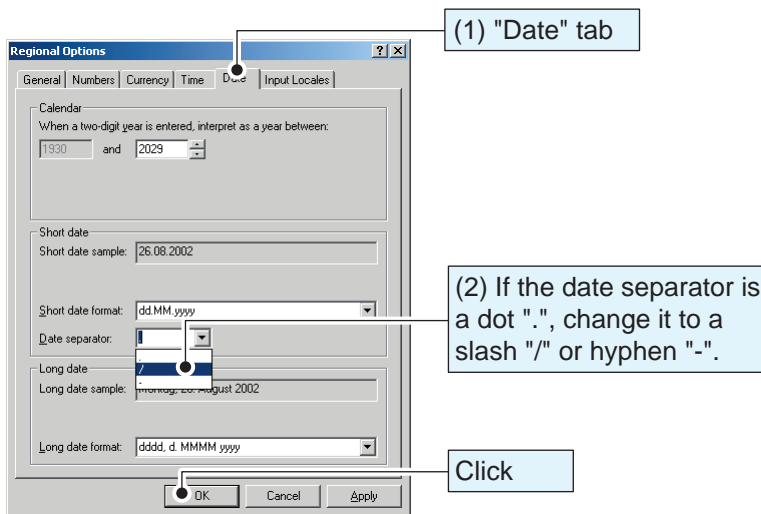 (1) "Date" tab
Regional Options
General Numbers Currency Time Input Locales
Calendar
When a two-digit year is entered, interpret as a year between:
1930 and 2029
Short date
Short date sample: 26.08.2002
Short date format: dd.MM.yyyy
(2) If the date separator is
a dot ".", change it to a
slash "/" or hyphen "-".
Date separator: .
.
/
-
Long date
Long date sample: August 2002
Long date format: dddd, d. MMMM yyyy
Click
OK Cancel Apply